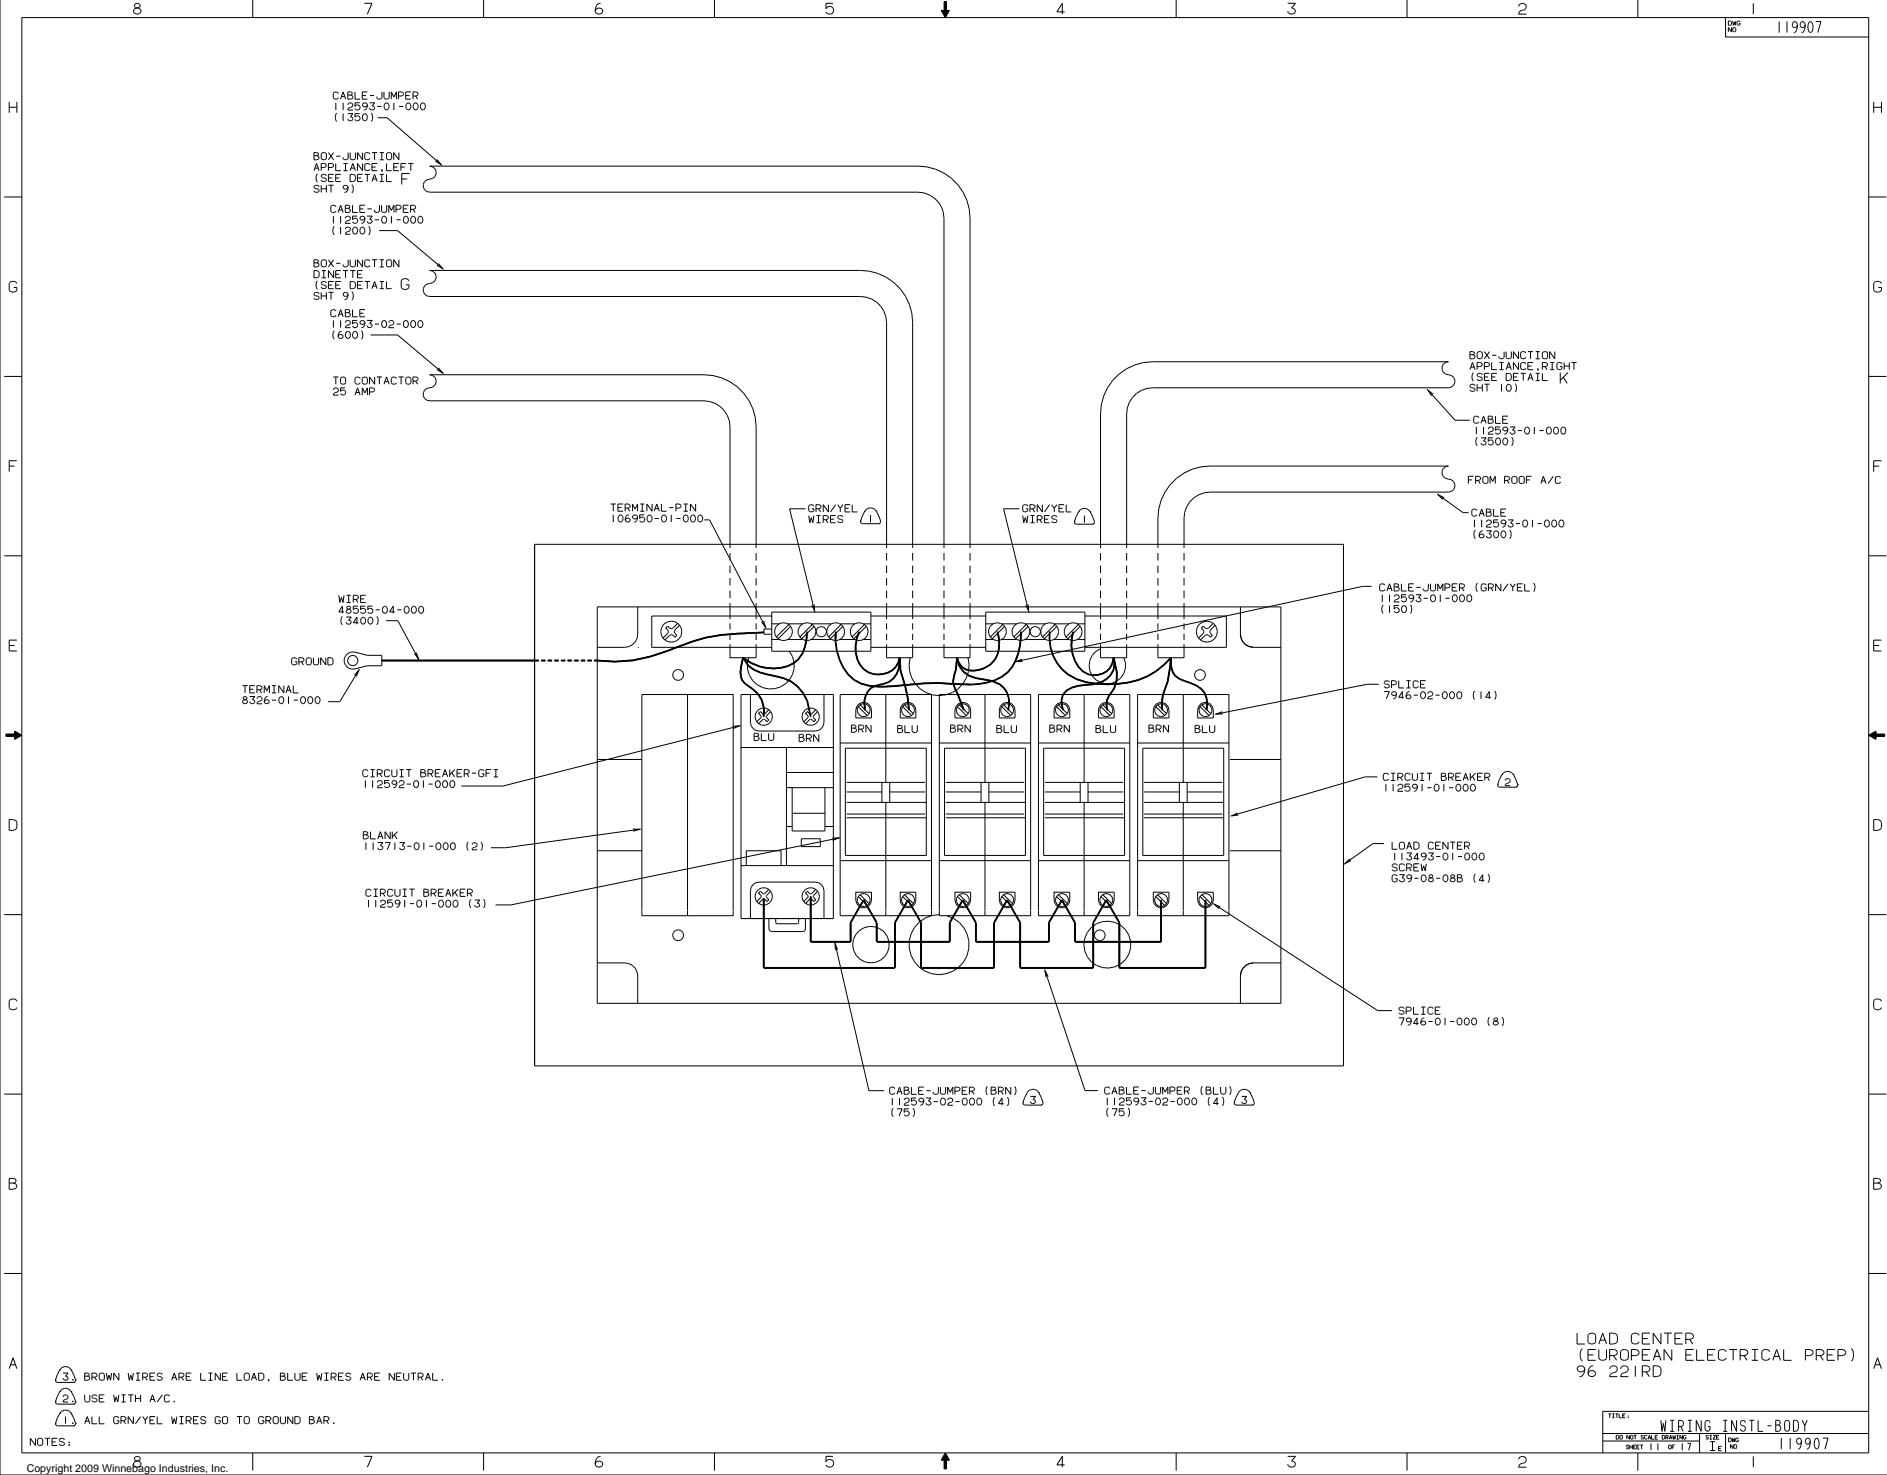 8 7 6 5 4 3 2 1
DWG NO 119907
H H
CABLE-JUMPER
112593-01-000
(1350)
BOX-JUNCTION
APPLIANCE,LEFT
(SEE DETAIL F
SHT 9)
CABLE-JUMPER
112593-01-000
(1200)
BOX-JUNCTION
DINETTE
(SEE DETAIL G
SHT 9)
G G
CABLE
112593-02-000
(600)
TO CONTACTOR
25 AMP
BOX-JUNCTION
APPLIANCE,RIGHT
(SEE DETAIL K
SHT 10)
CABLE
112593-01-000
(3500)
F F
FROM ROOF A/C
CABLE
112593-01-000
(6300)
TERMINAL-PIN
106950-01-000
GRN/YEL
WIRES 1
GRN/YEL
WIRES 1
CABLE-JUMPER (GRN/YEL)
112593-01-000
(150)
WIRE
48555-04-000
(3400)
E E
GROUND
TERMINAL
8326-01-000
SPLICE
7946-02-000 (14)
BLU BRN BRN BLU BRN BLU BRN BLU BRN BLU
CIRCUIT BREAKER-GFI
112592-01-000
CIRCUIT BREAKER 2
112591-01-000
D D
BLANK
113713-01-000 (2)
LOAD CENTER
113493-01-000
SCREW
G39-08-08B (4)
CIRCUIT BREAKER
112591-01-000 (3)
C C
SPLICE
7946-01-000 (8)
CABLE-JUMPER (BRN)
112593-02-000 (4) 3
(75)
CABLE-JUMPER (BLU)
112593-02-000 (4) 3
(75)
B B
A A
LOAD CENTER
(EUROPEAN ELECTRICAL PREP)
96 221RD
3. BROWN WIRES ARE LINE LOAD, BLUE WIRES ARE NEUTRAL.
2. USE WITH A/C.
1. ALL GRN/YEL WIRES GO TO GROUND BAR.
NOTES:
TITLE:
WIRING INSTL-BODY
DO NOT SCALE DRAWING
SHEET 11 OF 17
SIZE
IE
DWG NO 119907
8 7 6 5 4 3 2 1
Copyright 2009 Winnebago Industries, Inc.